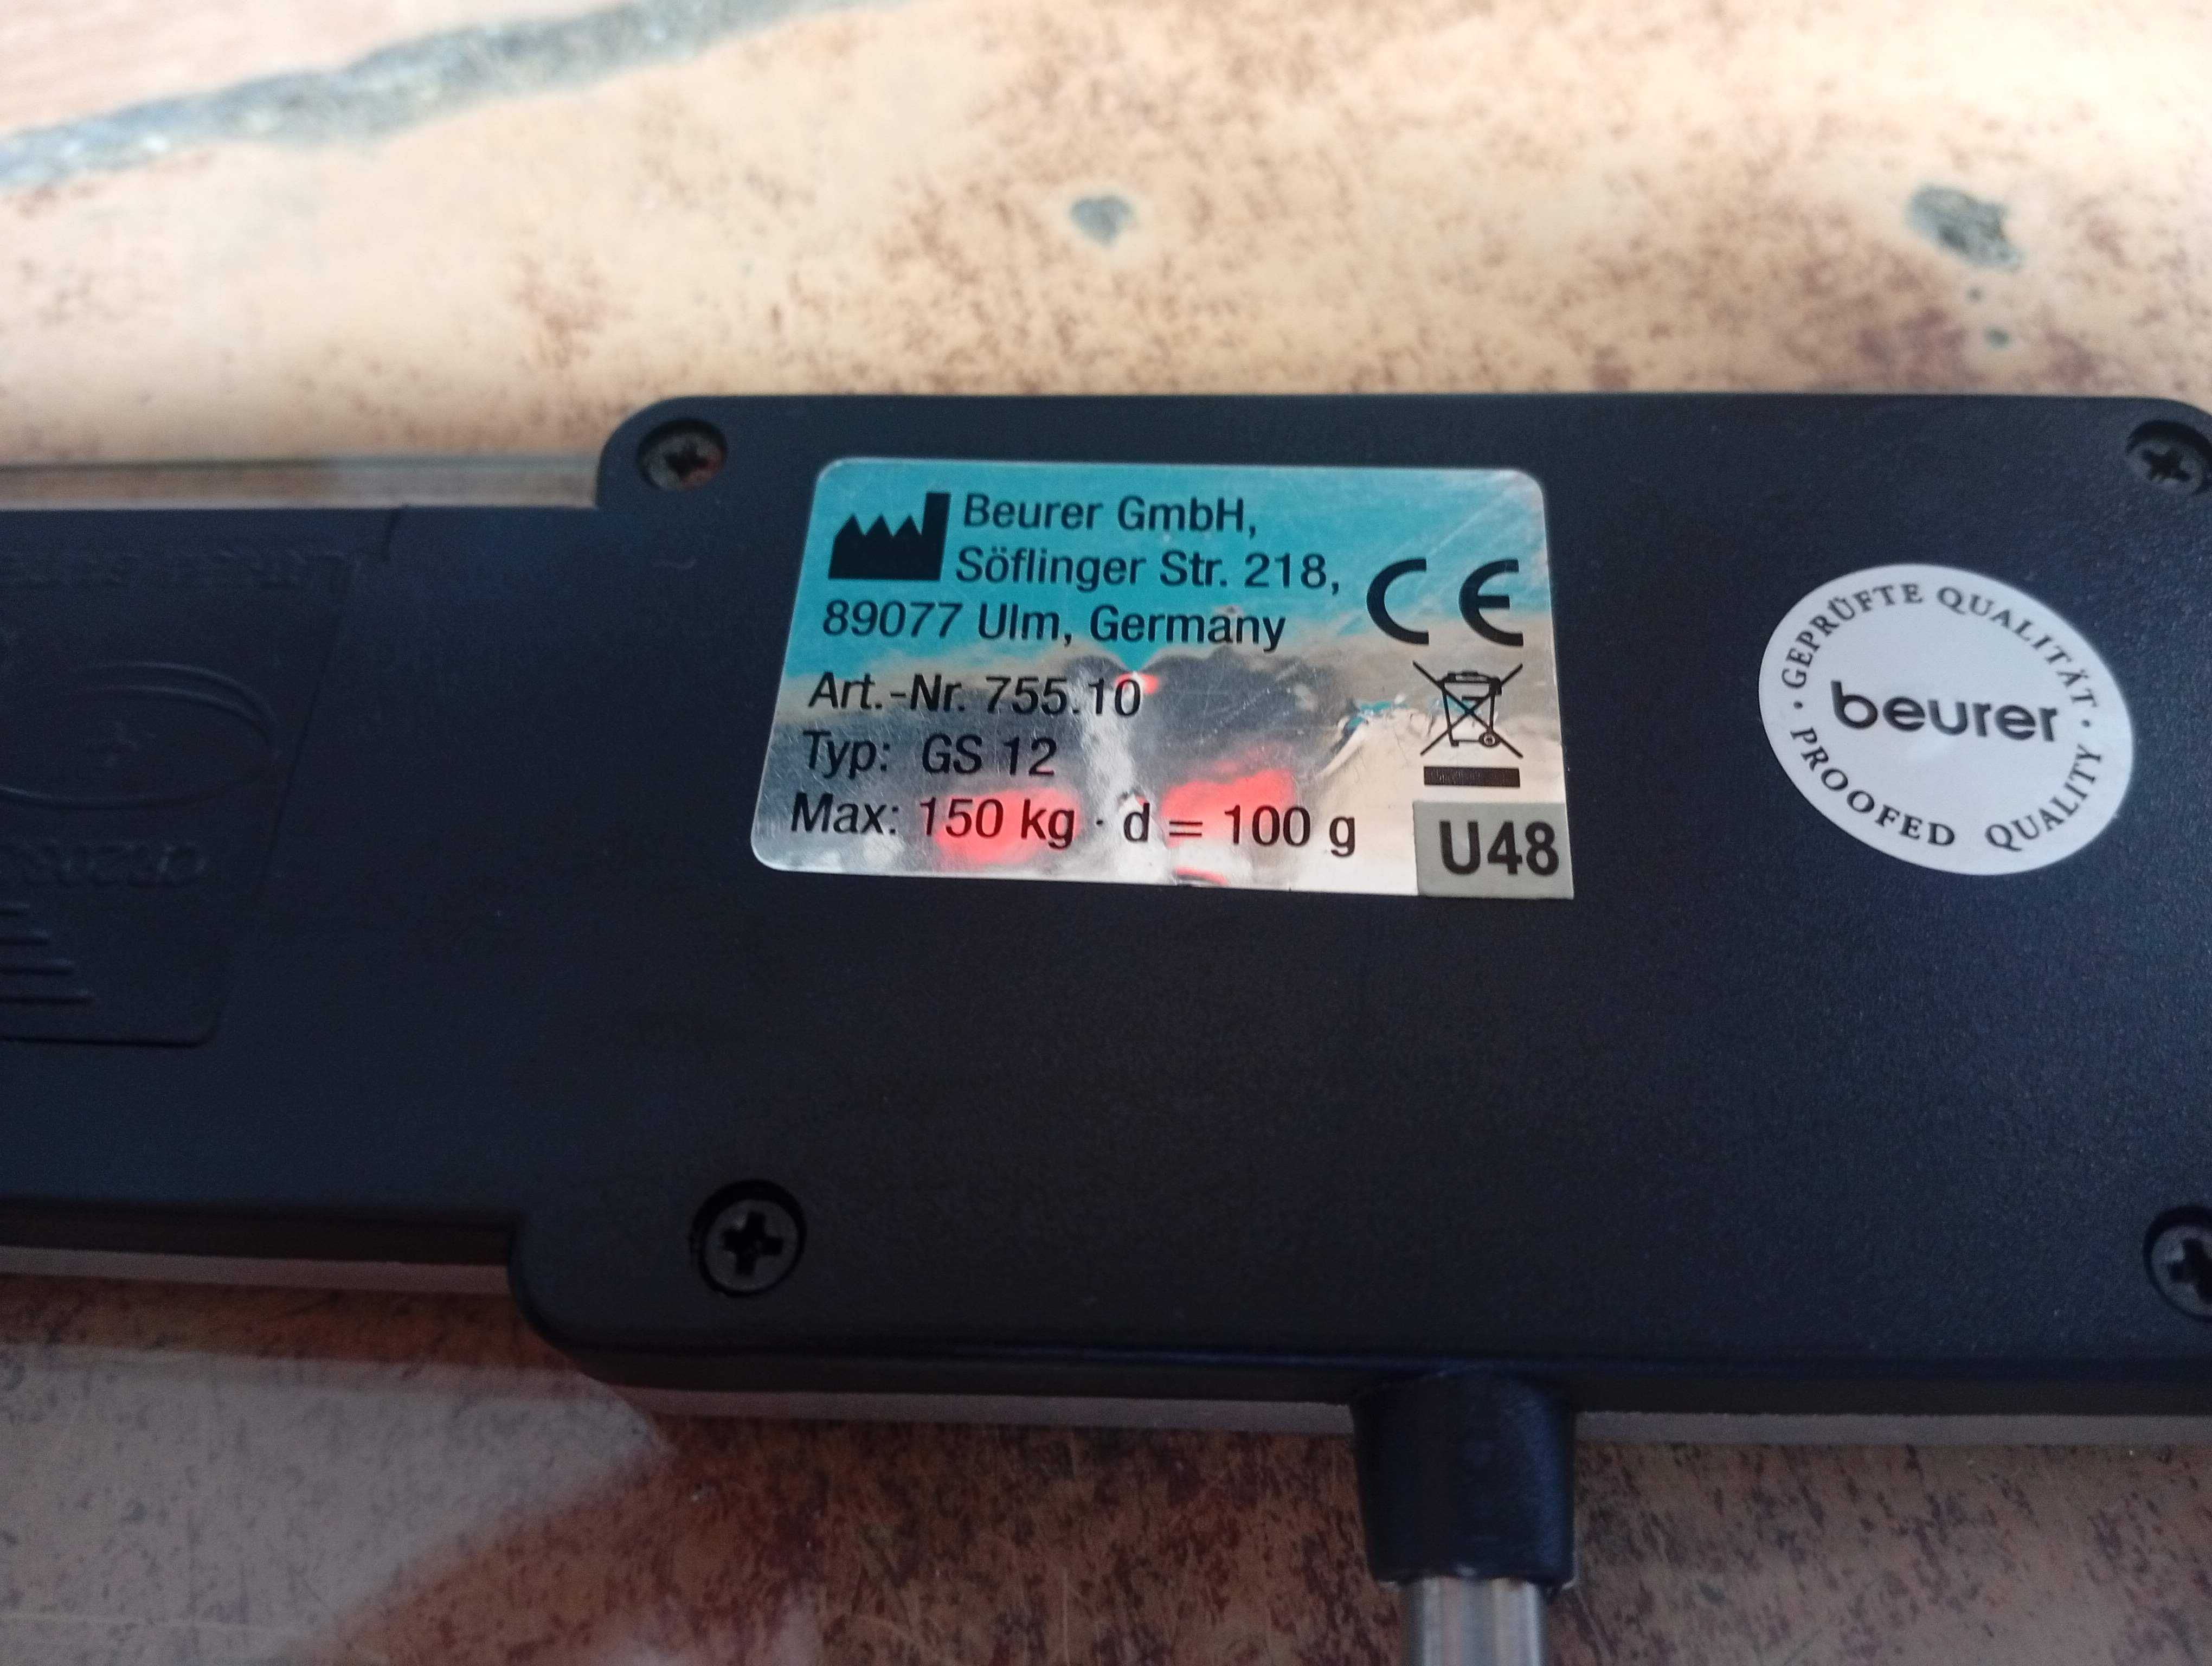 Beurer GmbH,
Söflinger Str. 218,
89077 Ulm, Germany
CE
Art.-Nr. 755.10
Typ: GS 12
Max: 150 kg · d = 100 g
U48
· GEPRÜFTE QUALITÄT ·
beurer
PROOFED QUALITY